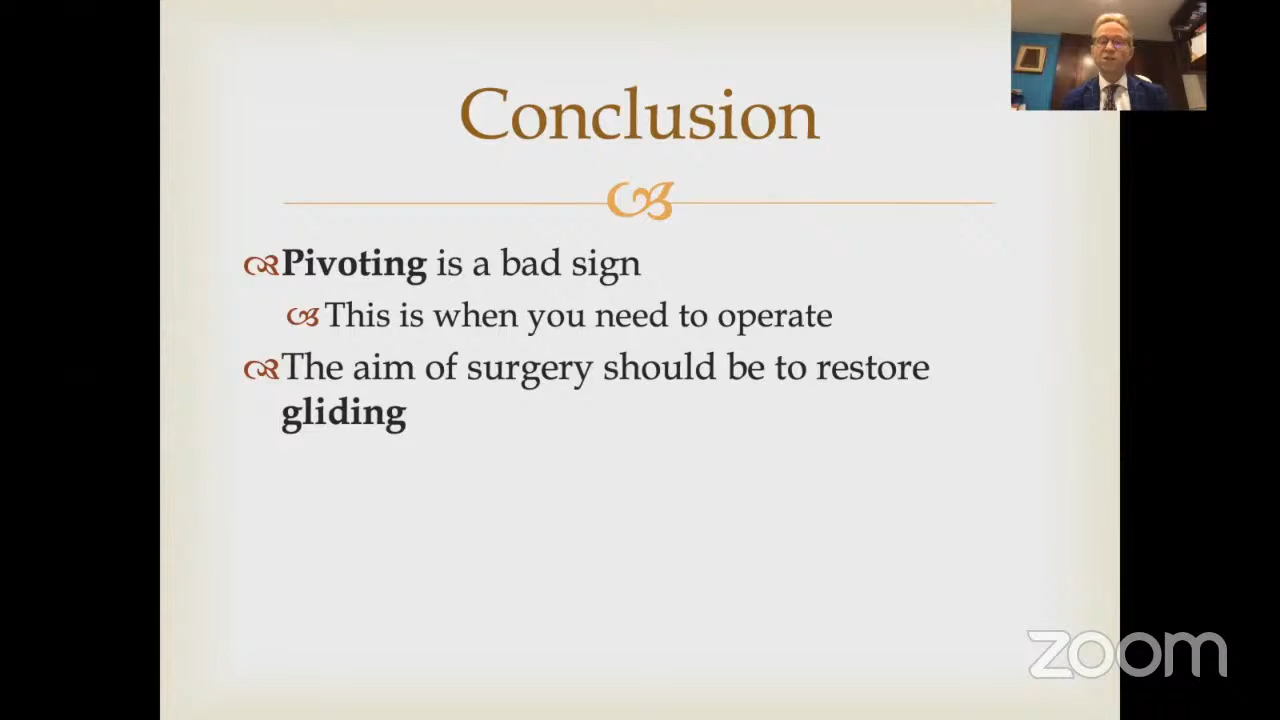 Conclusion
Pivoting is a bad sign
This is when you need to operate
The aim of surgery should be to restore
gliding
zoom